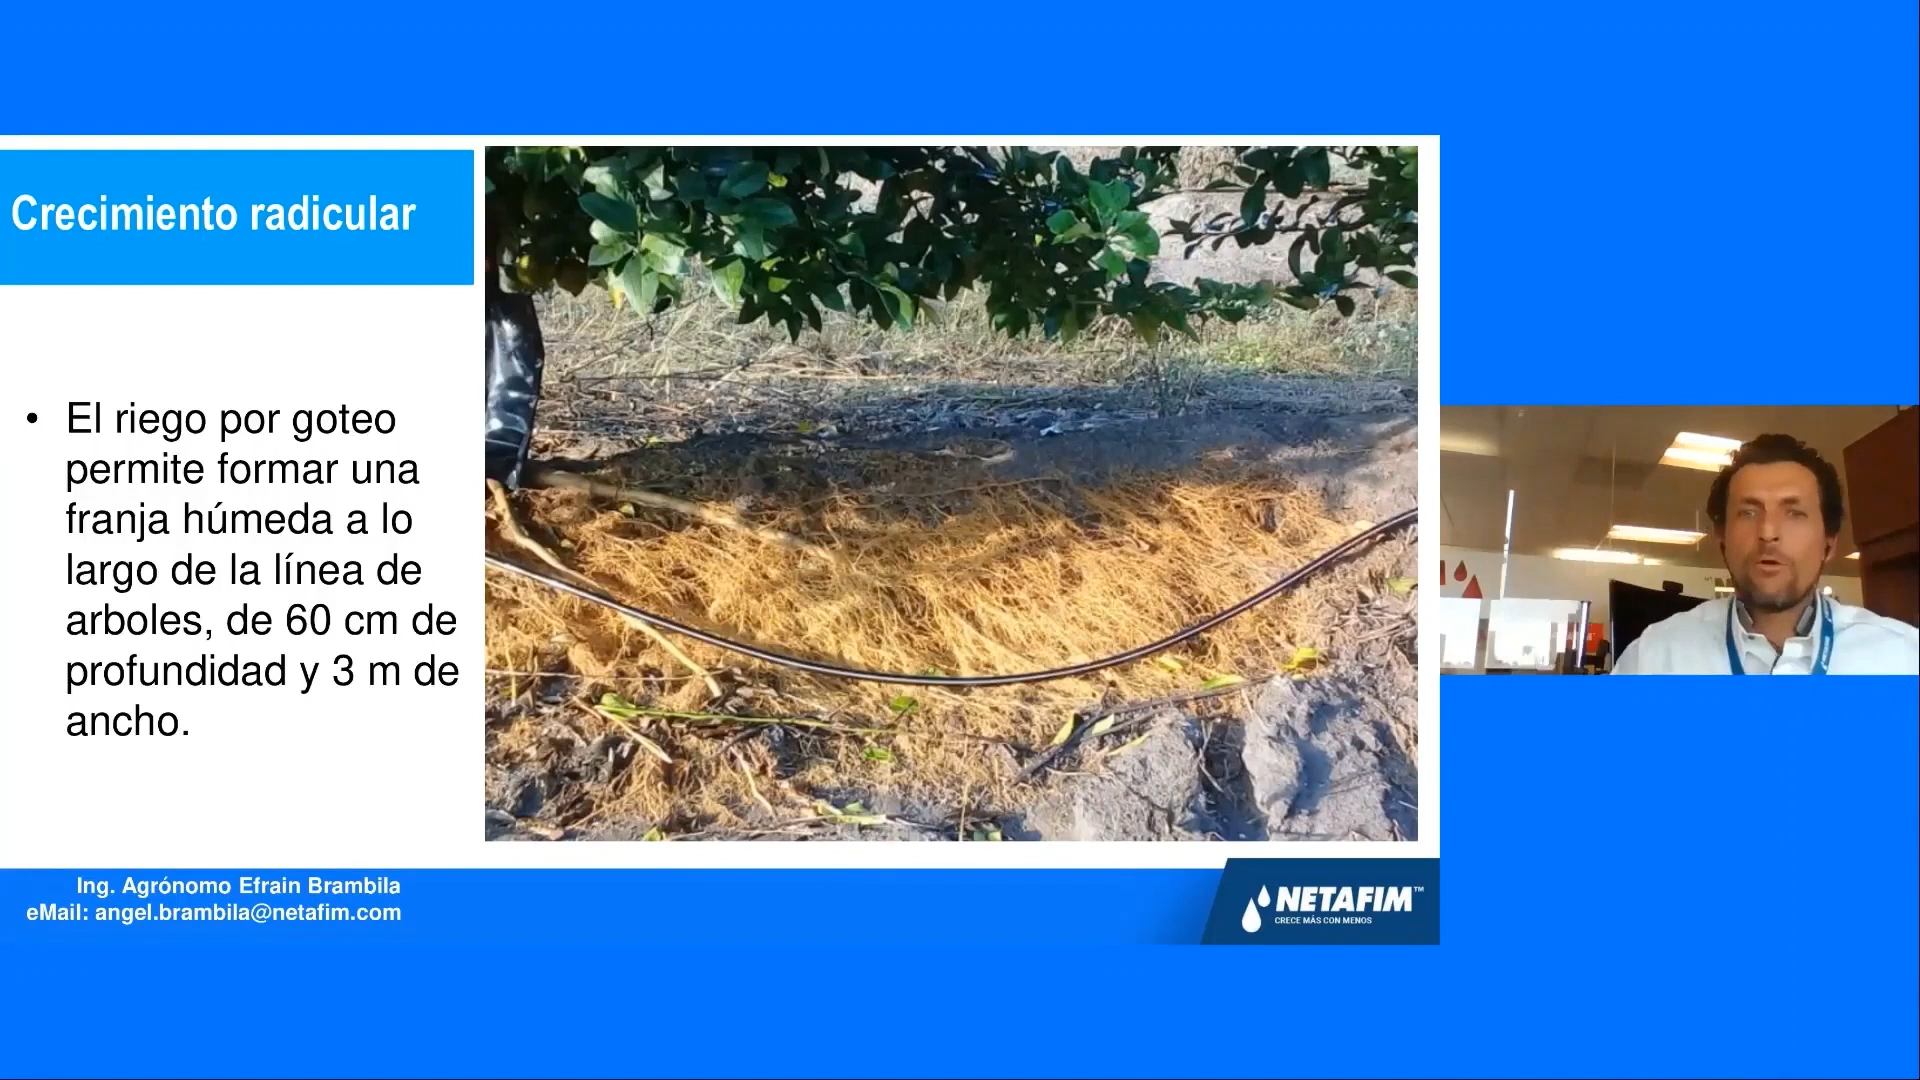 Crecimiento radicular
• El riego por goteo
permite formar una
franja húmeda a lo
largo de la línea de
arboles, de 60 cm de
profundidad y 3 m de
ancho.
Ing. Agrónomo Efrain Brambila
eMail: angel.brambila@netafim.com
NETAFIM™
CRECE MÁS CON MENOS